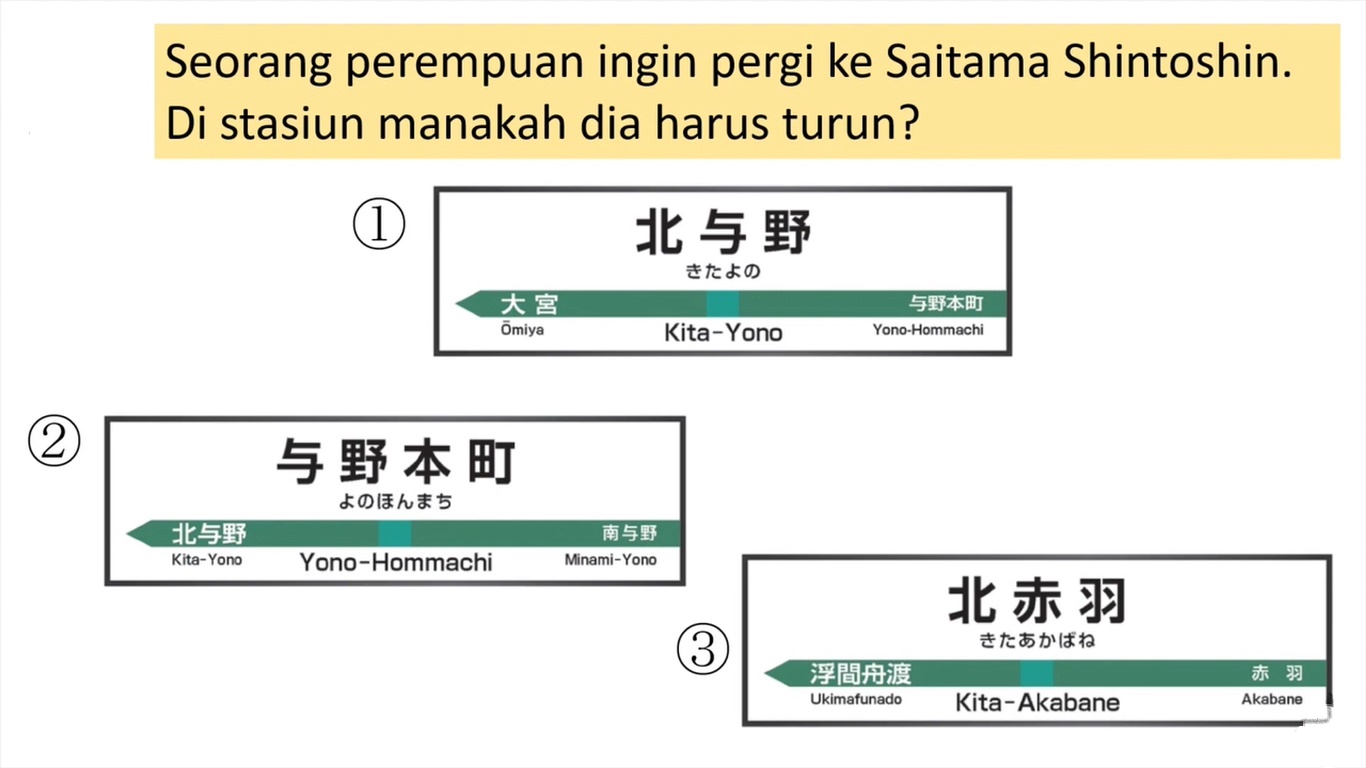 Seorang perempuan ingin pergi ke Saitama Shintoshin.
Di stasiun manakah dia harus turun?
①
北与野
きたよの
大宮 与野本町
Ōmiya Kita-Yono Yono-Hommachi
②
与野本町
よのほんまち
北与野 南与野
Kita-Yono Yono-Hommachi Minami-Yono
③
北赤羽
きたあかばね
浮間舟渡 赤羽
Ukimafunado Kita-Akabane Akabane